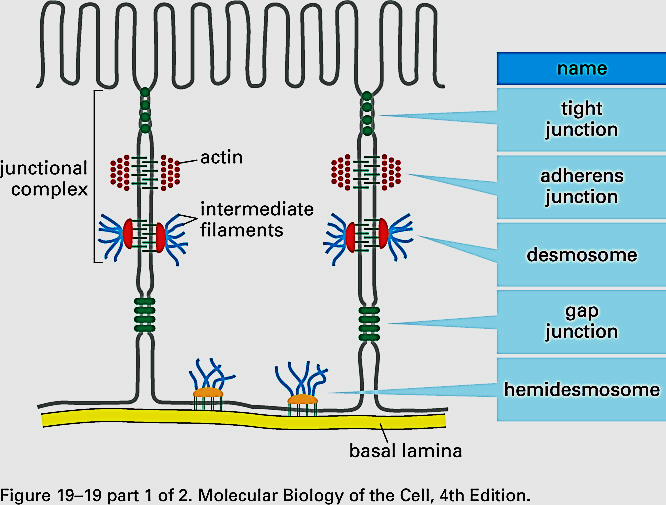 name
tight
junction
junctional
complex
actin
adherens
junction
intermediate
filaments
desmosome
gap
junction
hemidesmosome
basal lamina
Figure 19–19 part 1 of 2. Molecular Biology of the Cell, 4th Edition.